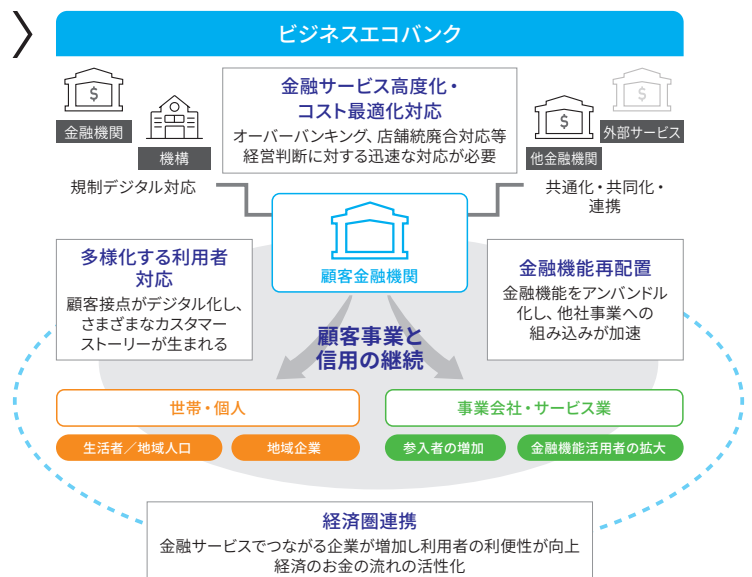 ビジネスエコバンク
$
金融機関
機構
規制デジタル対応
金融サービス高度化・
コスト最適化対応
オーバーバンキング、店舗統廃合対応等
経営判断に対する迅速な対応が必要
$
他金融機関
外部サービス
共通化・共同化・
連携
顧客金融機関
多様化する利用者
対応
顧客接点がデジタル化し、
さまざまなカスタマー
ストーリーが生まれる
金融機能再配置
金融機能をアンバンドル
化し、他社事業への
組み込みが加速
顧客事業と
信用の継続
世帯・個人
生活者／地域人口
地域企業
事業会社・サービス業
参入者の増加
金融機能活用者の拡大
経済圏連携
金融サービスでつながる企業が増加し利用者の利便性が向上
経済のお金の流れの活性化